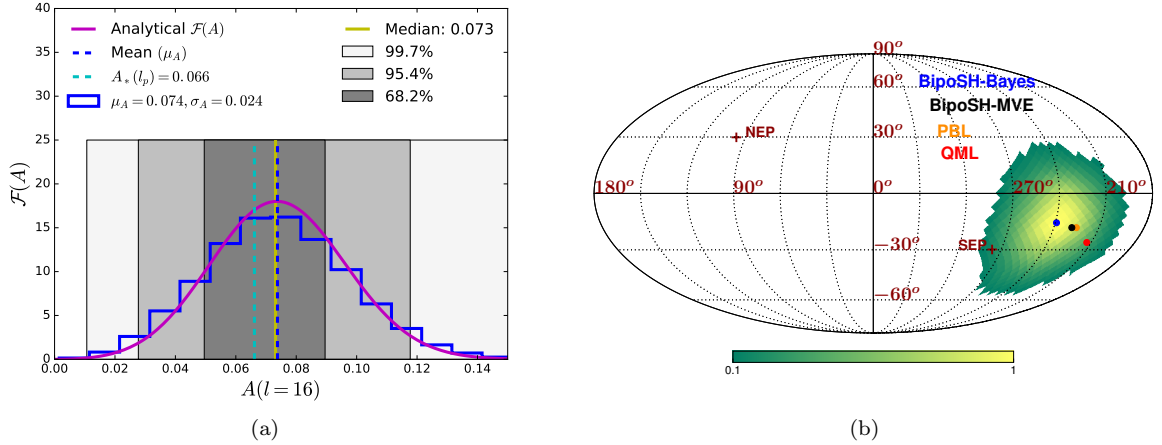 40
35
30
25
20
15
10
5
0
F(A)
Analytical F(A)
Mean (μ_A)
A_*(l_p) = 0.066
μ_A = 0.074, σ_A = 0.024
Median: 0.073
99.7%
95.4%
68.2%
0.00 0.02 0.04 0.06 0.08 0.10 0.12 0.14
A(l = 16)
(a)
90°
60°
BipoSH-Bayes
BipoSH-MVE
30°
PBL
QML
NEP
180° 90° 0° 270° 210°
SEP
−30°
−60°
0.1 1
(b)